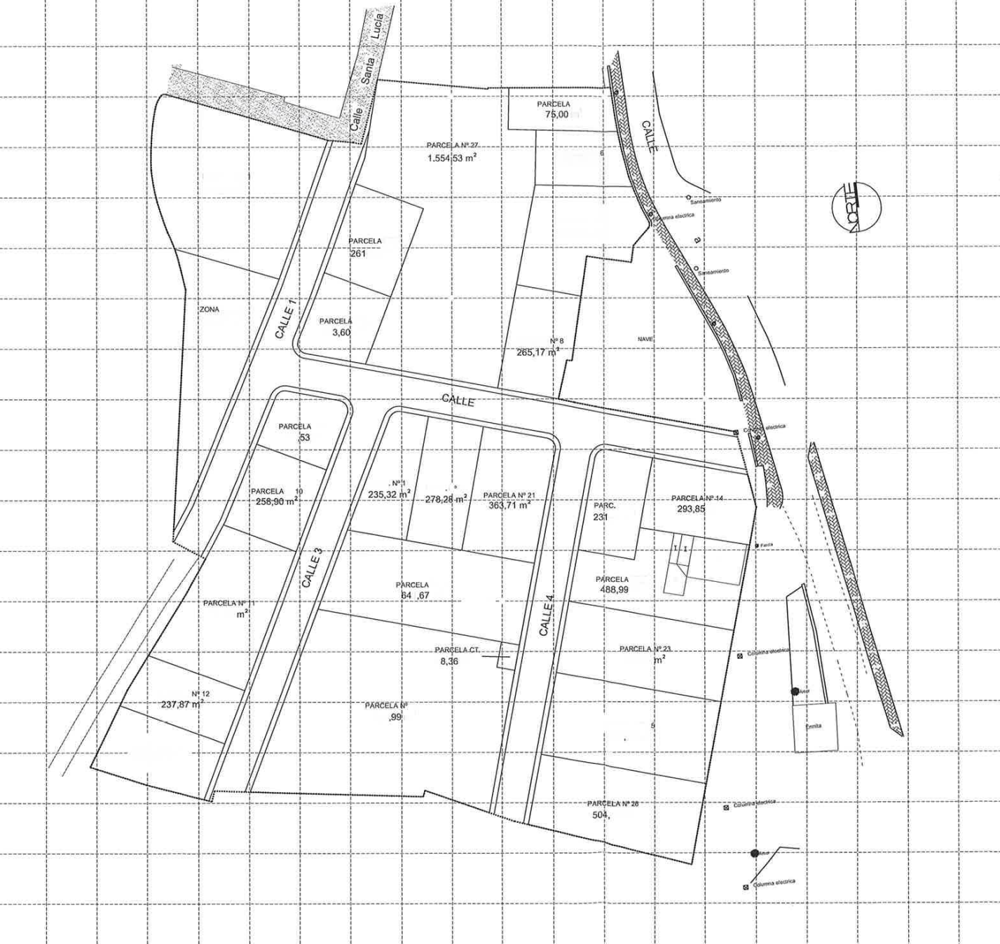 Calle Santa Lucía
PARCELA
75,00
CALLE
PARCELA Nº 27
1.554,53 m²
6
NORTE
Saneamiento
Columna electrica
a
PARCELA
261
Saneamiento
ZONA
CALLE 1
PARCELA
3,60
Nº 8
265,17 m²
NAVE
CALLE
PARCELA
,53
Columna electrica
PARCELA 10
258,90 m²
. Nº 1
235,32 m²
278,28 m²
PARCELA Nº 21
363,71 m²
PARC.
231
PARCELA Nº 14
293,85
I I
CALLE 3
PARCELA
64 ,67
PARCELA
488,99
PARCELA Nº 11
m²
CALLE 4
PARCELA CT.
8,36
PARCELA Nº 23
m²
Columna electrica
Nº 12
237,87 m²
PARCELA Nº
,99
5
Ermita
PARCELA Nº 26
504,
Columna electrica
Columna electrica